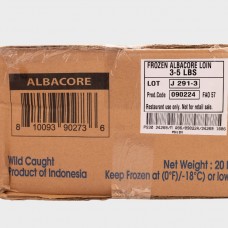 ALBACORE
8 10093 90273 6
FROZEN ALBACORE LOIN
3-5 LBS
LOT J 291-3
Prod.Code 090224 FAO 57
Restaurant use only. Not for retail sale.
Wild Caught
Product of Indonesia
Net Weight: 20
Keep Frozen at (0°F)/-18°C) or low